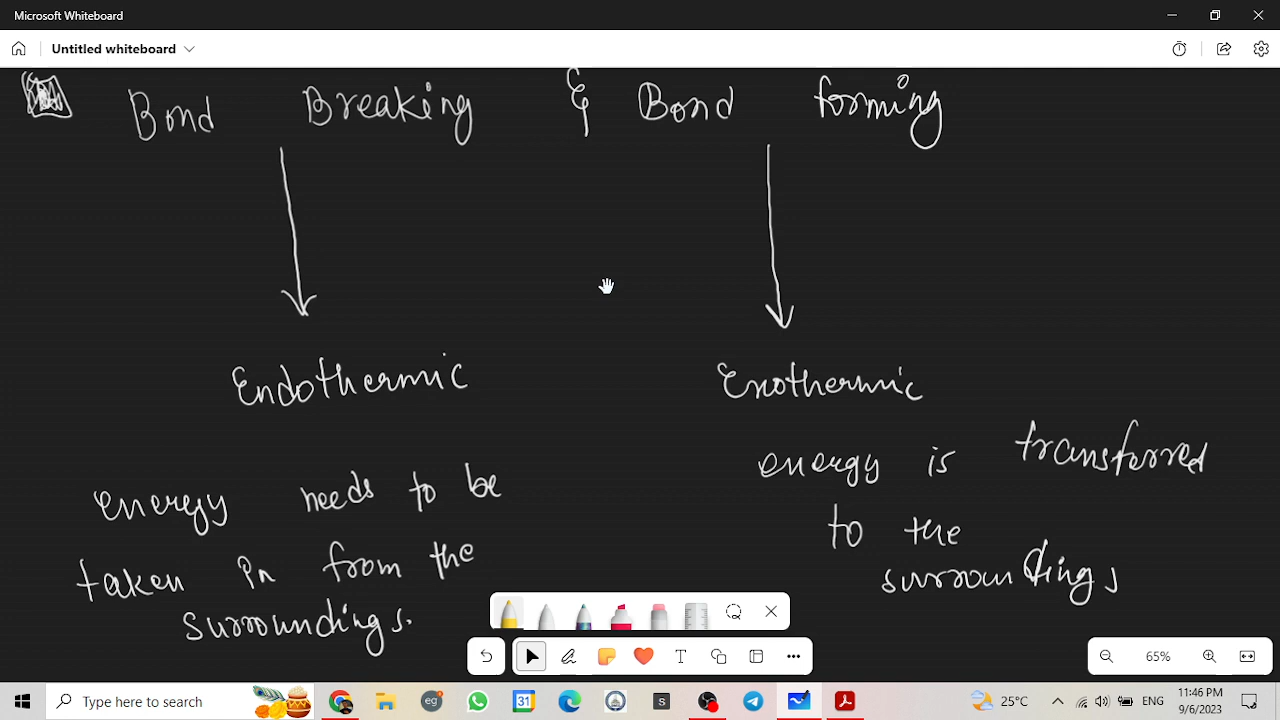 Microsoft Whiteboard
Untitled whiteboard
Bond Breaking & Bond forming
Endothermic
Exothermic
energy needs to be
taken in from the
surroundings.
energy is transferred
to the
surroundings
65%
Type here to search
eg
31
S
25°C
ENG
11:46 PM
9/6/2023